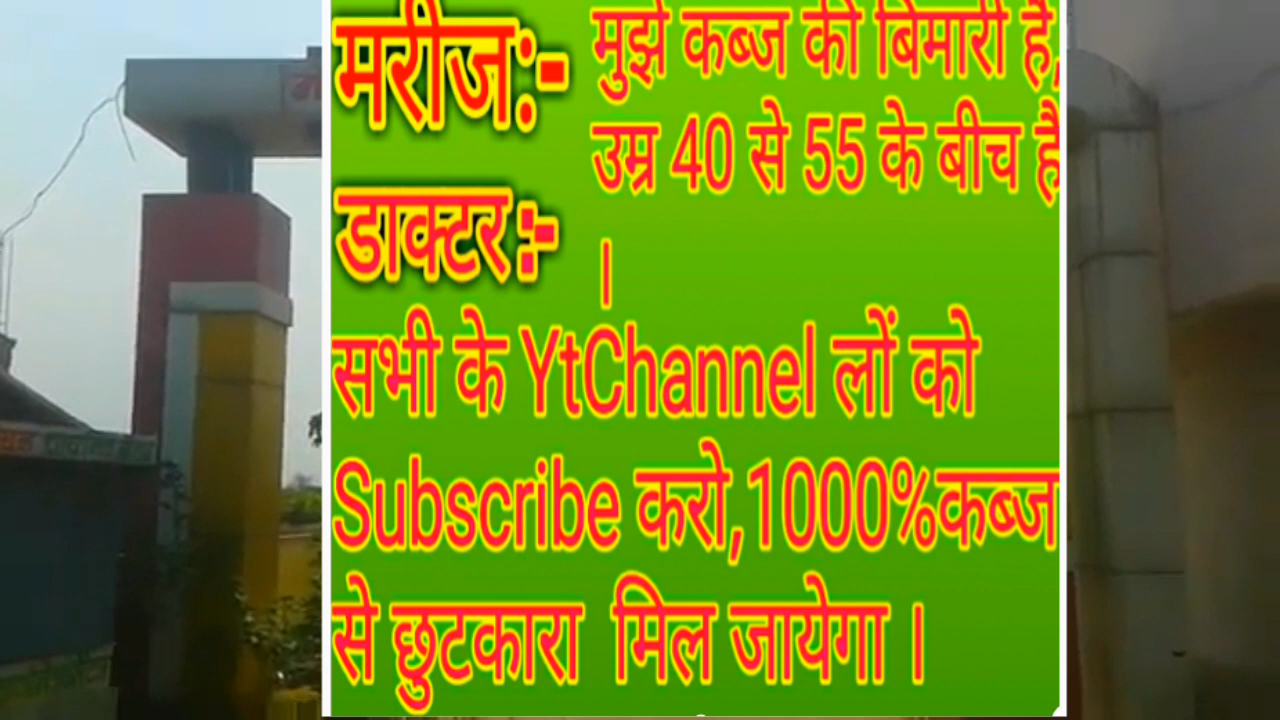 मरीज:- मुझे कब्ज की बिमारी है,
उम्र 40 से 55 के बीच है
।
डाक्टर:-
सभी के YtChannel लों को
Subscribe करो,1000%कब्ज
से छुटकारा मिल जायेगा ।